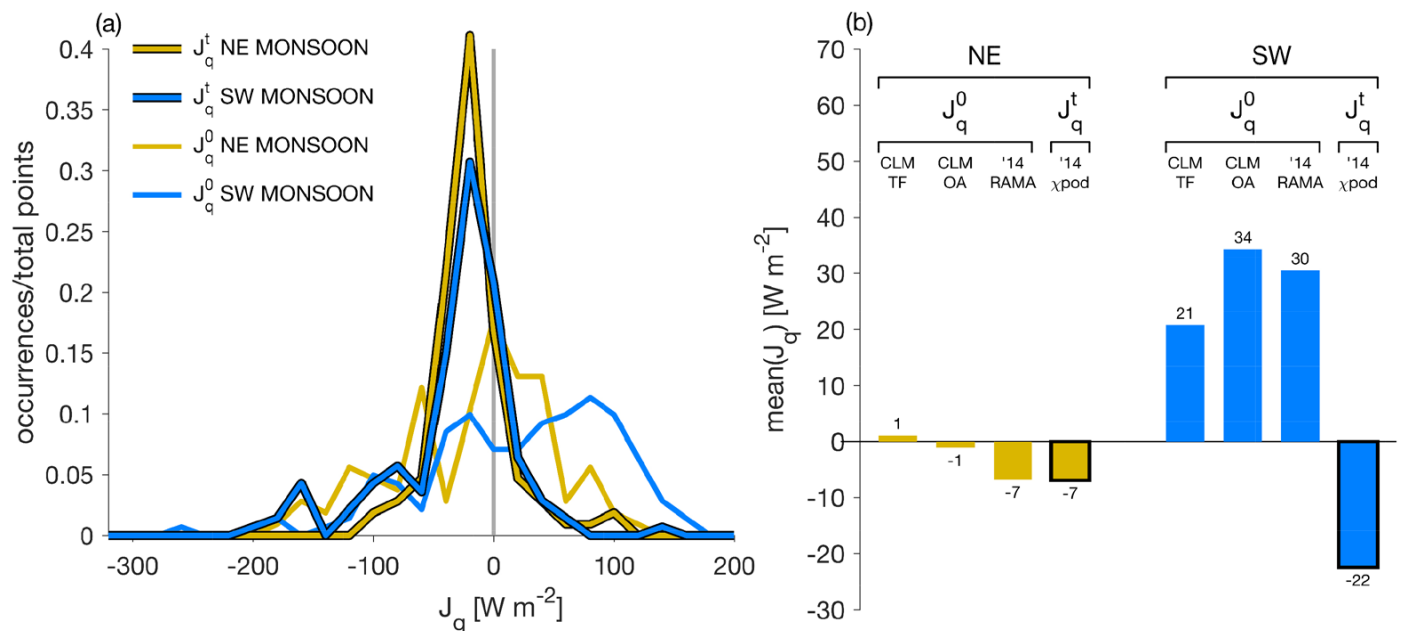 (a)
J_q^t NE MONSOON
J_q^t SW MONSOON
J_q^0 NE MONSOON
J_q^0 SW MONSOON
0.4
0.35
0.3
0.25
0.2
0.15
0.1
0.05
0
occurrences/total points
-300 -200 -100 0 100 200
J_q [W m^-2]
(b)
NE SW
J_q^0 J_q^t J_q^0 J_q^t
CLM CLM '14 '14 CLM CLM '14 '14
TF OA RAMA χpod TF OA RAMA χpod
70
60
50
40
30
20
10
0
-10
-20
-30
mean(J_q) [W m^-2]
1
-1
-7
-7
21
34
30
-22